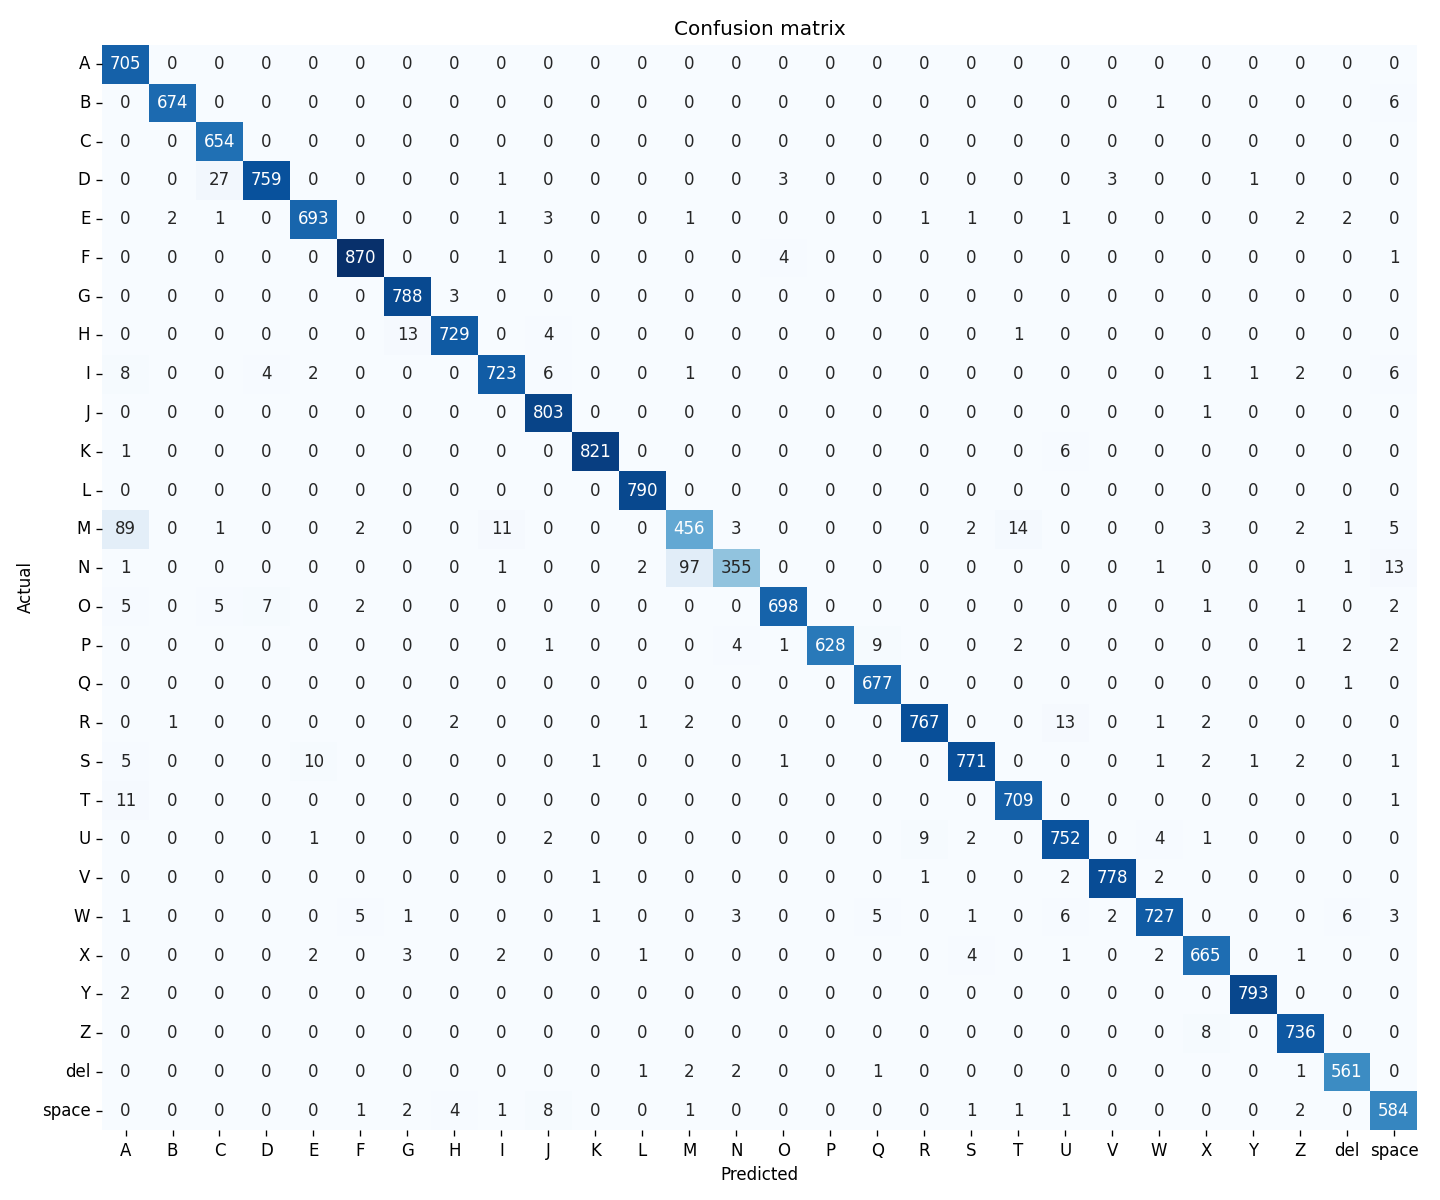 Confusion matrix
A 705 0 0 0 0 0 0 0 0 0 0 0 0 0 0 0 0 0 0 0 0 0 0 0 0 0 0 0
B 0 674 0 0 0 0 0 0 0 0 0 0 0 0 0 0 0 0 0 0 0 0 1 0 0 0 0 6
C 0 0 654 0 0 0 0 0 0 0 0 0 0 0 0 0 0 0 0 0 0 0 0 0 0 0 0 0
D 0 0 27 759 0 0 0 0 1 0 0 0 0 0 3 0 0 0 0 0 0 3 0 0 1 0 0 0
E 0 2 1 0 693 0 0 0 1 3 0 0 1 0 0 0 0 1 1 0 1 0 0 0 0 2 2 0
F 0 0 0 0 0 870 0 0 1 0 0 0 0 0 4 0 0 0 0 0 0 0 0 0 0 0 0 1
G 0 0 0 0 0 0 788 3 0 0 0 0 0 0 0 0 0 0 0 0 0 0 0 0 0 0 0 0
H 0 0 0 0 0 0 13 729 0 4 0 0 0 0 0 0 0 0 0 1 0 0 0 0 0 0 0 0
I 8 0 0 4 2 0 0 0 723 6 0 0 1 0 0 0 0 0 0 0 0 0 0 1 1 2 0 6
J 0 0 0 0 0 0 0 0 0 803 0 0 0 0 0 0 0 0 0 0 0 0 0 1 0 0 0 0
K 1 0 0 0 0 0 0 0 0 0 821 0 0 0 0 0 0 0 0 0 6 0 0 0 0 0 0 0
L 0 0 0 0 0 0 0 0 0 0 0 790 0 0 0 0 0 0 0 0 0 0 0 0 0 0 0 0
M 89 0 1 0 0 2 0 0 11 0 0 0 456 3 0 0 0 0 2 14 0 0 0 3 0 2 1 5
N 1 0 0 0 0 0 0 0 1 0 0 2 97 355 0 0 0 0 0 0 0 0 1 0 0 0 1 13
O 5 0 5 7 0 2 0 0 0 0 0 0 0 0 698 0 0 0 0 0 0 0 0 1 0 1 0 2
P 0 0 0 0 0 0 0 0 0 1 0 0 0 4 1 628 9 0 0 2 0 0 0 0 0 1 2 2
Q 0 0 0 0 0 0 0 0 0 0 0 0 0 0 0 0 677 0 0 0 0 0 0 0 0 0 1 0
R 0 1 0 0 0 0 0 2 0 0 0 1 2 0 0 0 0 767 0 0 13 0 1 2 0 0 0 0
S 5 0 0 0 10 0 0 0 0 0 1 0 0 0 1 0 0 0 771 0 0 0 1 2 1 2 0 1
T 11 0 0 0 0 0 0 0 0 0 0 0 0 0 0 0 0 0 0 709 0 0 0 0 0 0 0 1
U 0 0 0 0 1 0 0 0 0 2 0 0 0 0 0 0 0 9 2 0 752 0 4 1 0 0 0 0
V 0 0 0 0 0 0 0 0 0 0 1 0 0 0 0 0 0 1 0 0 2 778 2 0 0 0 0 0
W 1 0 0 0 0 5 1 0 0 0 1 0 0 3 0 0 5 0 1 0 6 2 727 0 0 0 6 3
X 0 0 0 0 2 0 3 0 2 0 0 1 0 0 0 0 0 0 4 0 1 0 2 665 0 1 0 0
Y 2 0 0 0 0 0 0 0 0 0 0 0 0 0 0 0 0 0 0 0 0 0 0 0 793 0 0 0
Z 0 0 0 0 0 0 0 0 0 0 0 0 0 0 0 0 0 0 0 0 0 0 0 8 0 736 0 0
del 0 0 0 0 0 0 0 0 0 0 0 1 2 2 0 0 1 0 0 0 0 0 0 0 0 1 561 0
space 0 0 0 0 0 1 2 4 1 8 0 0 1 0 0 0 0 0 1 1 1 0 0 0 0 2 0 584
A B C D E F G H I J K L M N O P Q R S T U V W X Y Z del space
Predicted
Actual